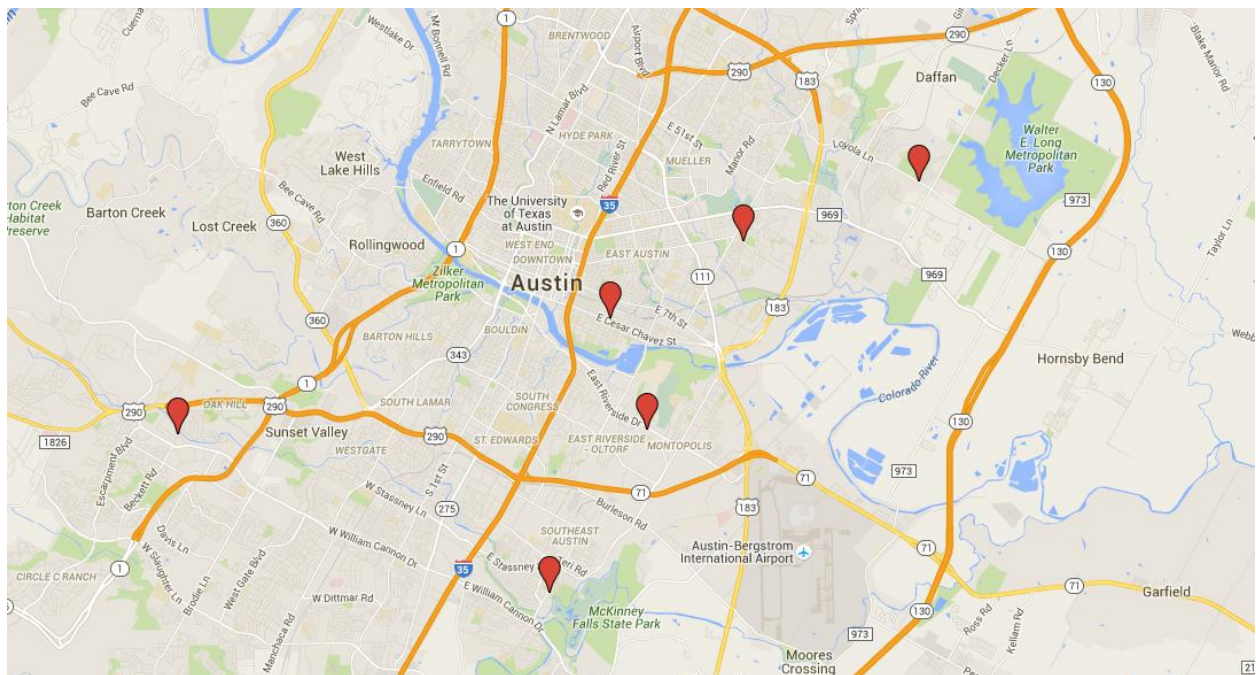 Cuerna
Westlake Dr
Mt Bonnell Rd
1
BRENTWOOD
Airport Blvd
290
183
290
Daffan
Decker Ln
130
Blake Manor Rd
Bee Cave Rd
N Lamar Blvd
HYDE PARK
E 51st St
Manor Rd
Loyola Ln
Walter
E. Long
Metropolitan
Park
TARRYTOWN
MUELLER
Red River St
West
Lake Hills
Enfield Rd
Bee Cave Rd
The University
of Texas
at Austin
35
973
969
Taylor Ln
rton Creek
Habitat
Preserve
Barton Creek
Lost Creek
360
Rollingwood
1
WEST END
DOWNTOWN
EAST AUSTIN
130
969
111
Zilker
Metropolitan
Park
Austin
E 7th St
E Cesar Chavez St
183
360
BARTON HILLS
BOULDIN
343
Colorado River
Hornsby Bend
Webb
1
East Riverside Dr
SOUTH
CONGRESS
290
OAK HILL
290
SOUTH LAMAR
1826
Sunset Valley
290
ST. EDWARDS
EAST RIVERSIDE
- OLTORF
MONTOPOLIS
130
WESTGATE
Escarpment Blvd
Beckett Rd
S 1st St
71
71
973
W Stassney Ln
275
183
Burleson Rd
SOUTHEAST
AUSTIN
Davis Ln
W William Cannon Dr
Austin-Bergstrom
International Airport
71
W Slaughter Ln
E Stassney
Teri Rd
CIRCLE C RANCH
1
Brodie Ln
West Gate Blvd
35
E William Cannon Dr
71
Garfield
W Dittmar Rd
McKinney
Falls State Park
130
Ross Rd
Kellam Rd
Manchaca Rd
973
Moores
Crossing
21